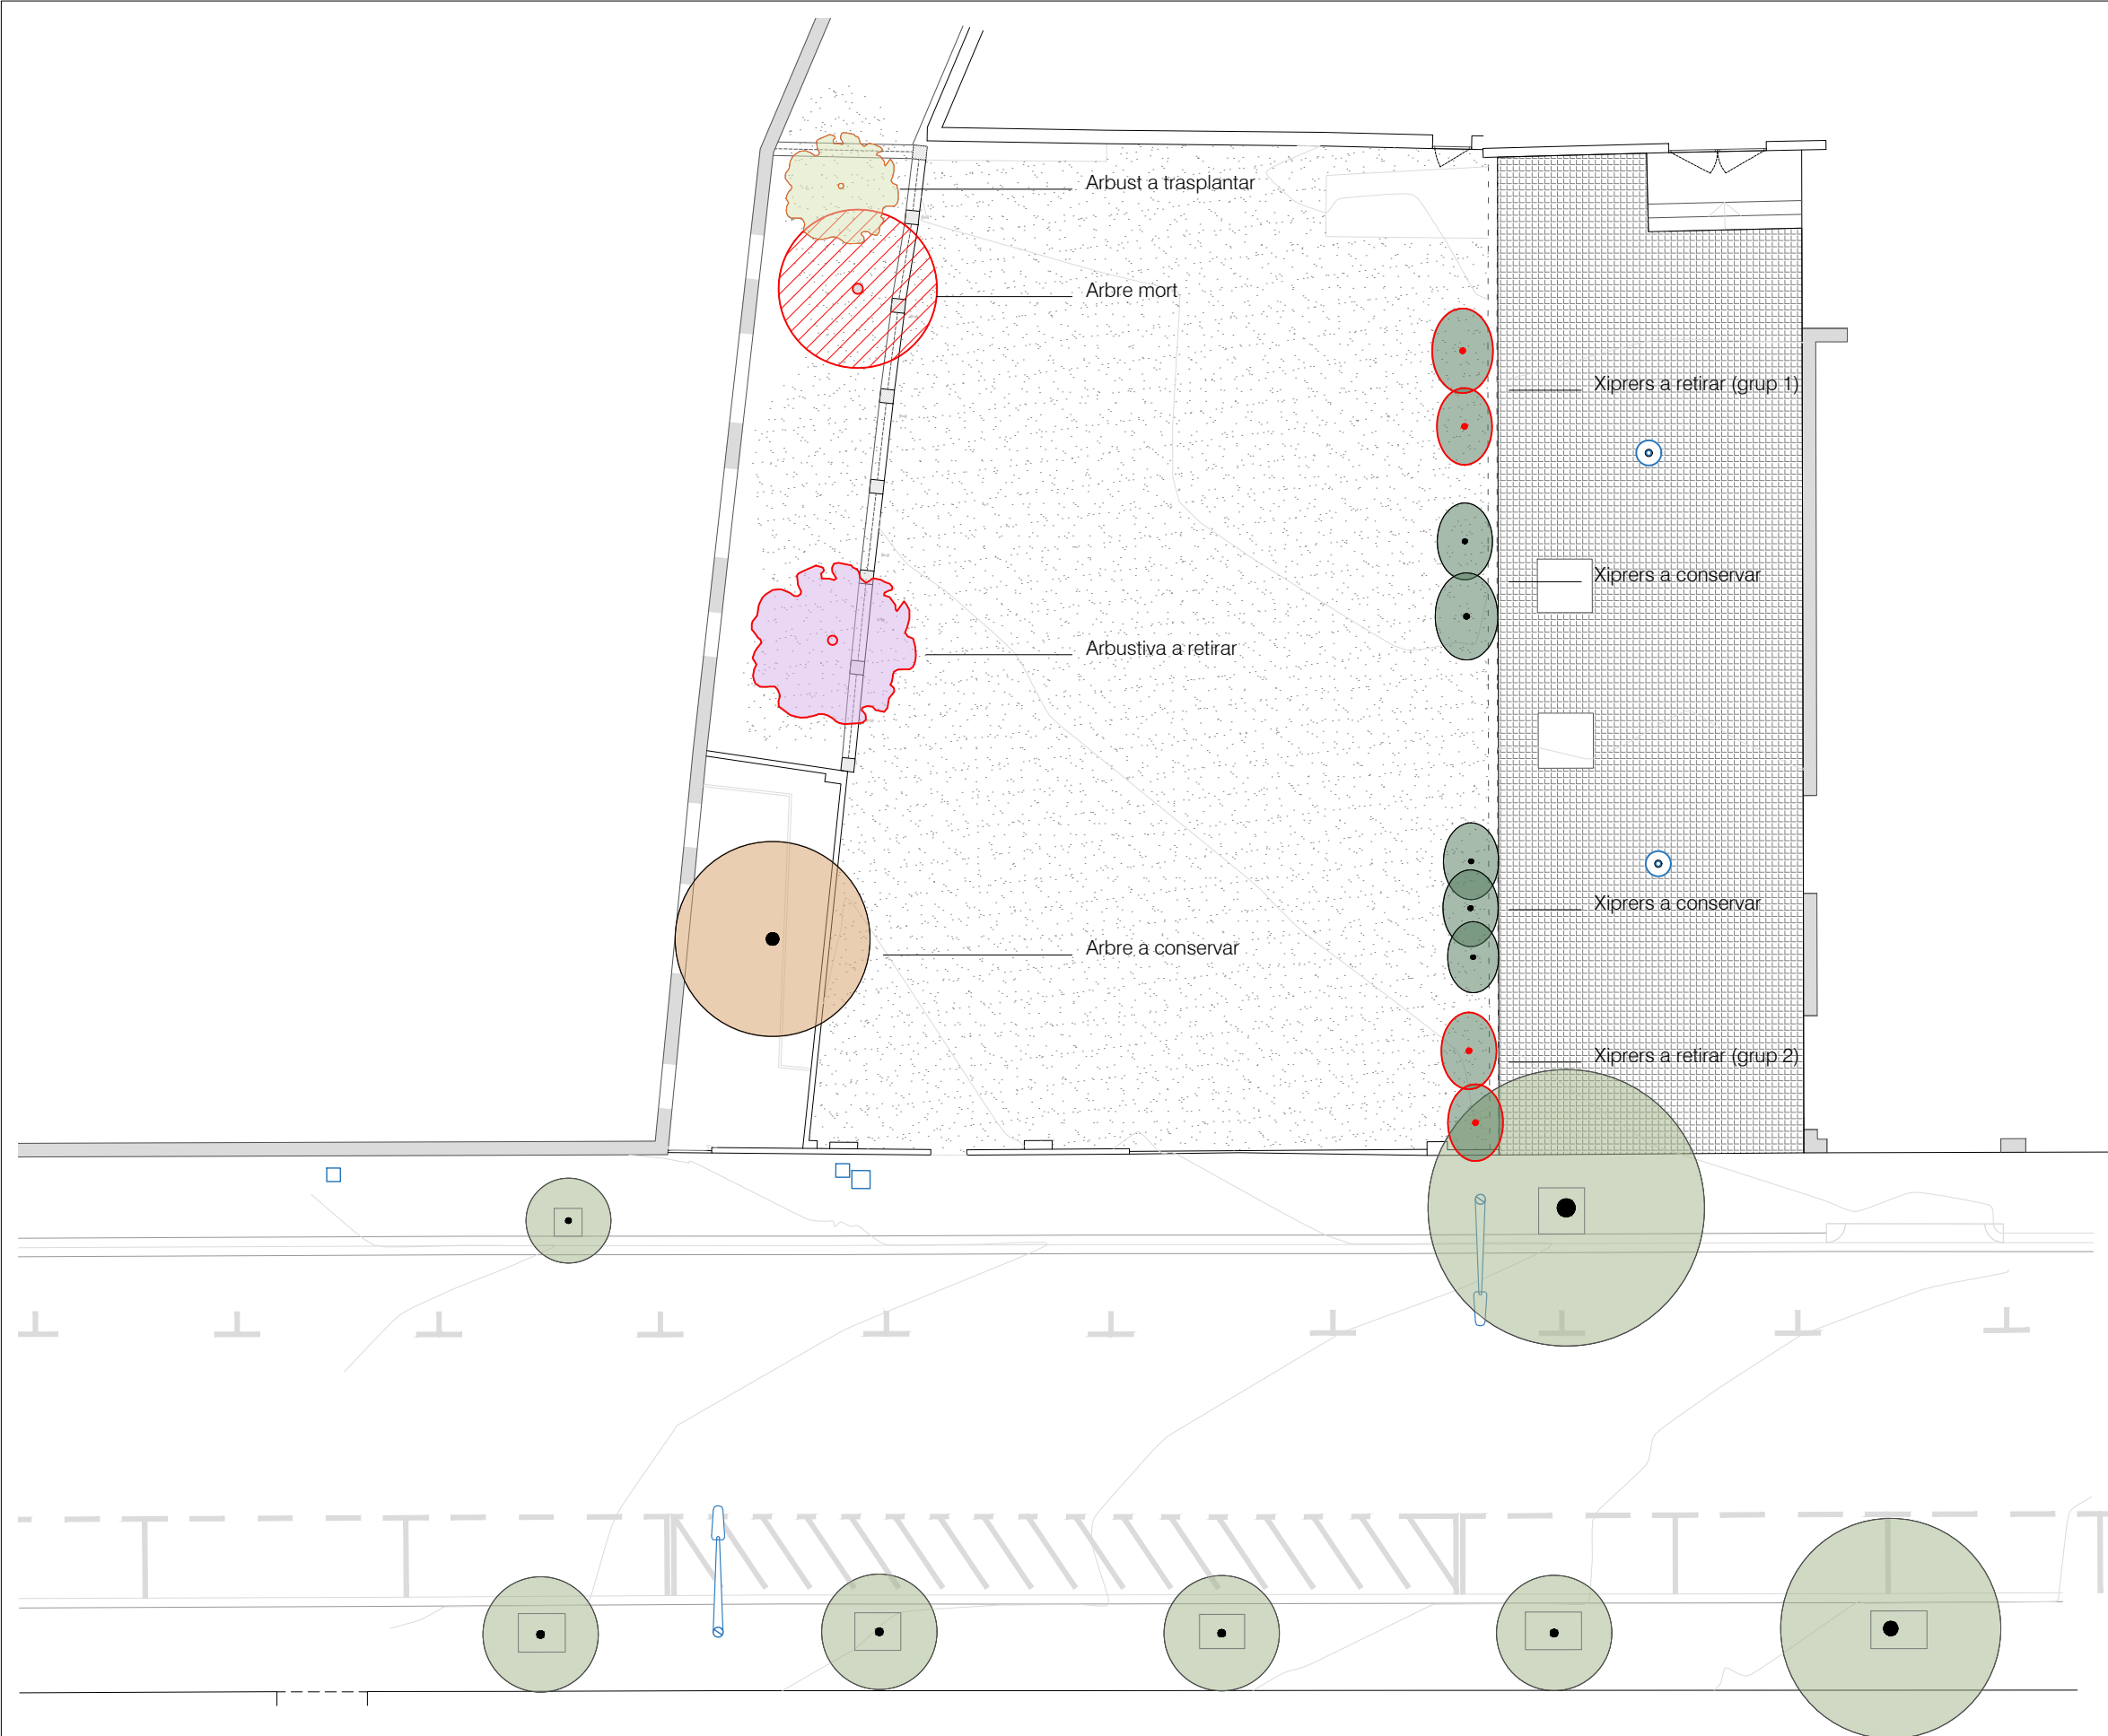 Arbust a trasplantar
Arbre mort
Xiprers a retirar (grup 1)
Xiprers a conservar
Arbustiva a retirar
Xiprers a conservar
Arbre a conservar
Xiprers a retirar (grup 2)